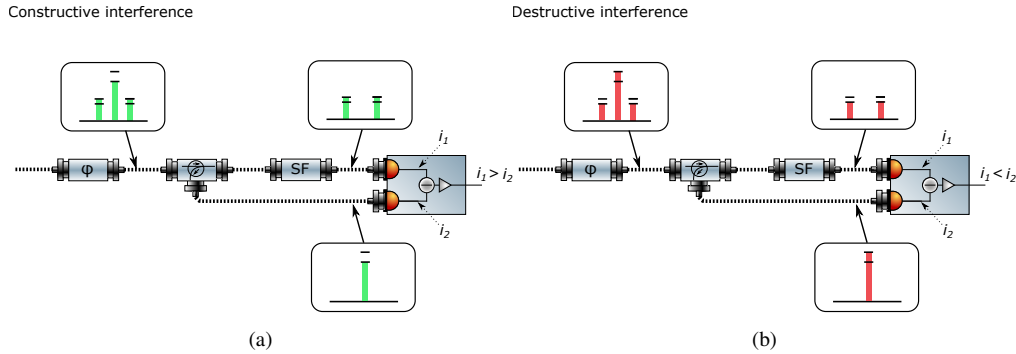 Constructive interference
φ
SF
i1
i1 > i2
i2
(a)
Destructive interference
φ
SF
i1
i1 < i2
i2
(b)